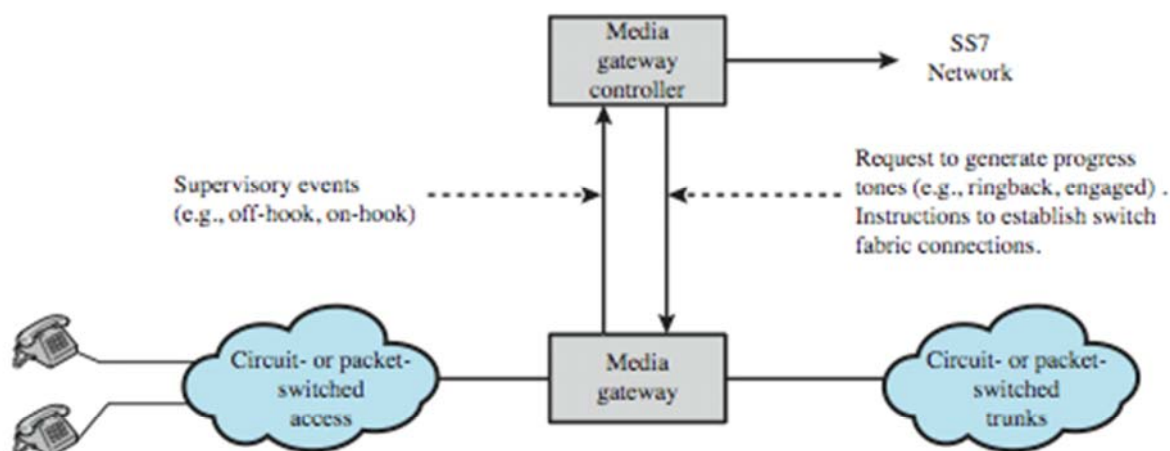 Media
gateway
controller
SS7
Network
Supervisory events
(e.g., off-hook, on-hook)
Request to generate progress
tones (e.g., ringback, engaged) .
Instructions to establish switch
fabric connections.
Circuit- or packet-
switched
access
Media
gateway
Circuit- or packet-
switched
trunks